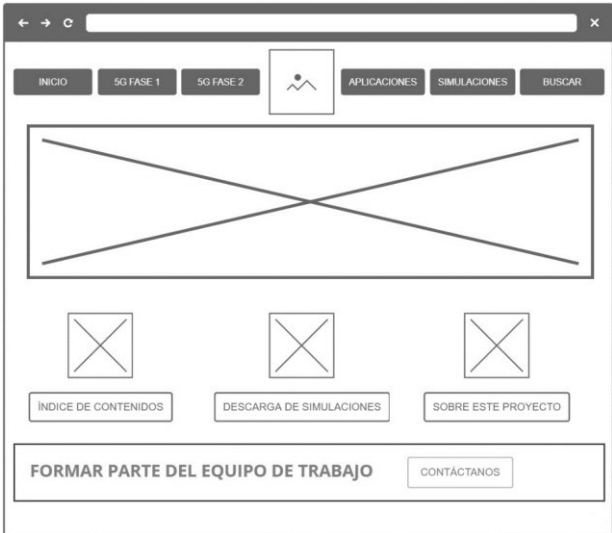 INICIO
5G FASE 1
5G FASE 2
APLICACIONES
SIMULACIONES
BUSCAR
ÍNDICE DE CONTENIDOS
DESCARGA DE SIMULACIONES
SOBRE ESTE PROYECTO
FORMAR PARTE DEL EQUIPO DE TRABAJO
CONTÁCTANOS